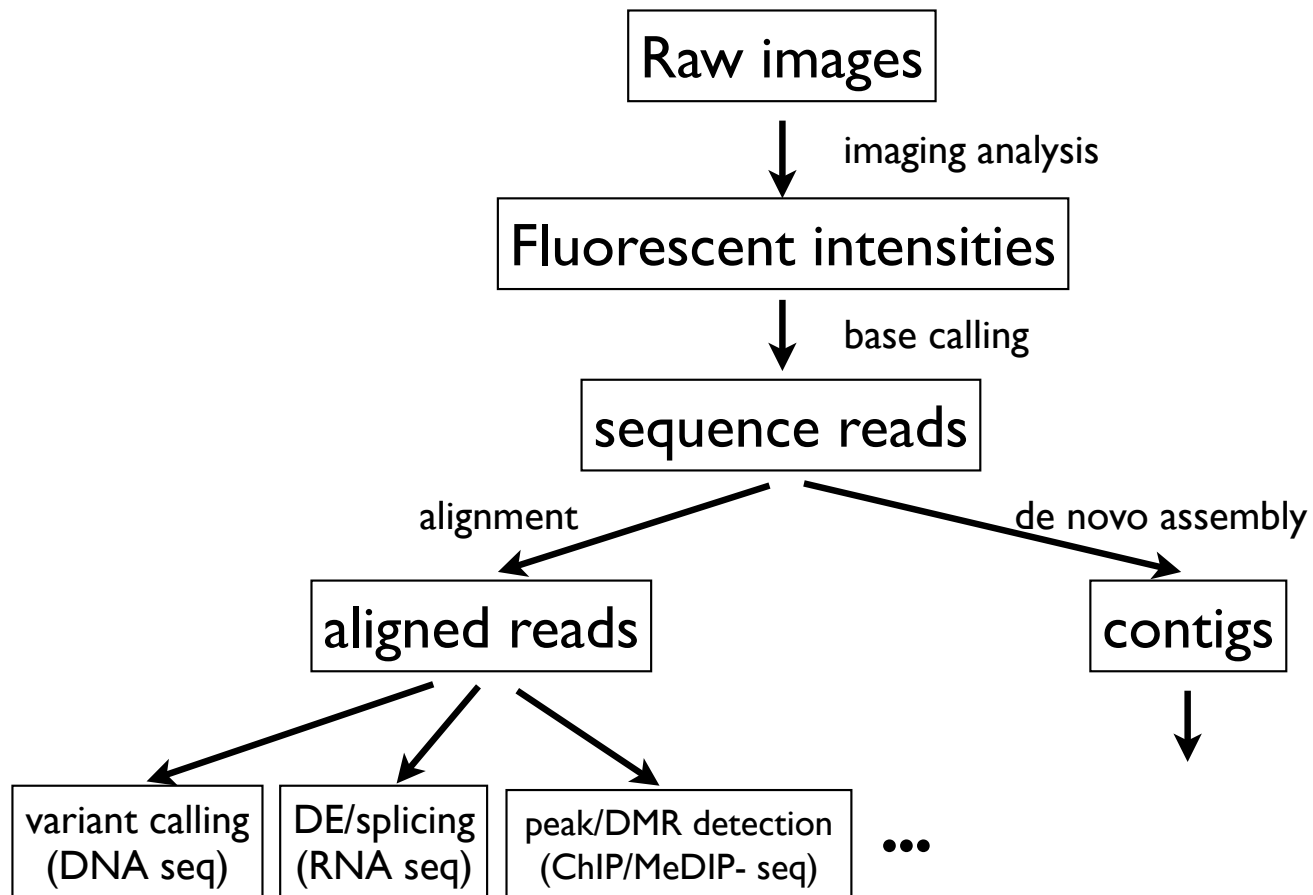 Raw images
imaging analysis
Fluorescent intensities
base calling
sequence reads
alignment
de novo assembly
aligned reads
contigs
variant calling
(DNA seq)
DE/splicing
(RNA seq)
peak/DMR detection
(ChIP/MeDIP- seq)
•••